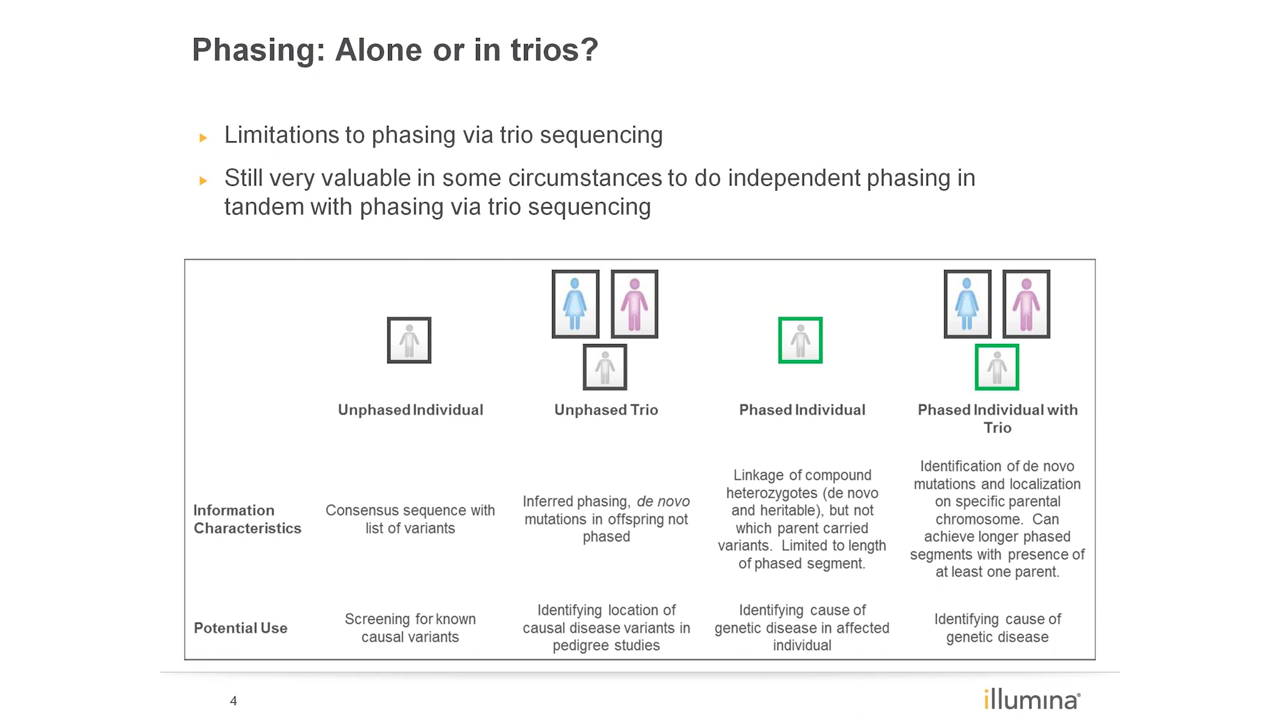 Phasing: Alone or in trios?
Limitations to phasing via trio sequencing
Still very valuable in some circumstances to do independent phasing in
tandem with phasing via trio sequencing
Unphased Individual
Unphased Trio
Phased Individual
Phased Individual with
Trio
Information
Characteristics
Consensus sequence with
list of variants
Inferred phasing, de novo
mutations in offspring not
phased
Linkage of compound
heterozygotes (de novo
and heritable), but not
which parent carried
variants. Limited to length
of phased segment.
Identification of de novo
mutations and localization
on specific parental
chromosome. Can
achieve longer phased
segments with presence of
at least one parent.
Potential Use
Screening for known
causal variants
Identifying location of
causal disease variants in
pedigree studies
Identifying cause of
genetic disease in affected
individual
Identifying cause of
genetic disease
4
illumina®